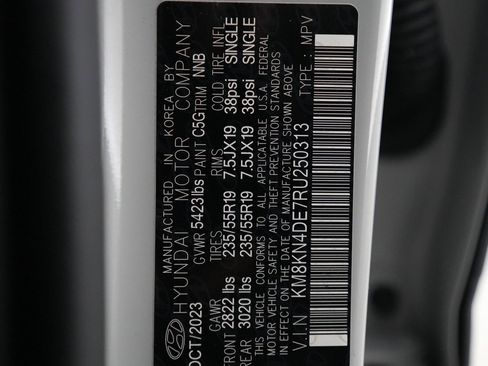 MANUFACTURED IN KOREA BY
HYUNDAI MOTOR COMPANY
OCT/2023 GVWR 5423lbs PAINT C5G TRIM NNB
GAWR TIRES RIMS COLD TIRE INFL
FRONT 2822 lbs 235/55R19 7.5JX19 38psi SINGLE
REAR 3020 lbs 235/55R19 7.5JX19 38psi SINGLE
THIS VEHICLE CONFORMS TO ALL APPLICABLE U.S.A. FEDERAL
MOTOR VEHICLE SAFETY AND THEFT PREVENTION STANDARDS
IN EFFECT ON THE DATE OF MANUFACTURE SHOWN ABOVE
V.I.N KM8KN4DE7RU250313 TYPE : MPV